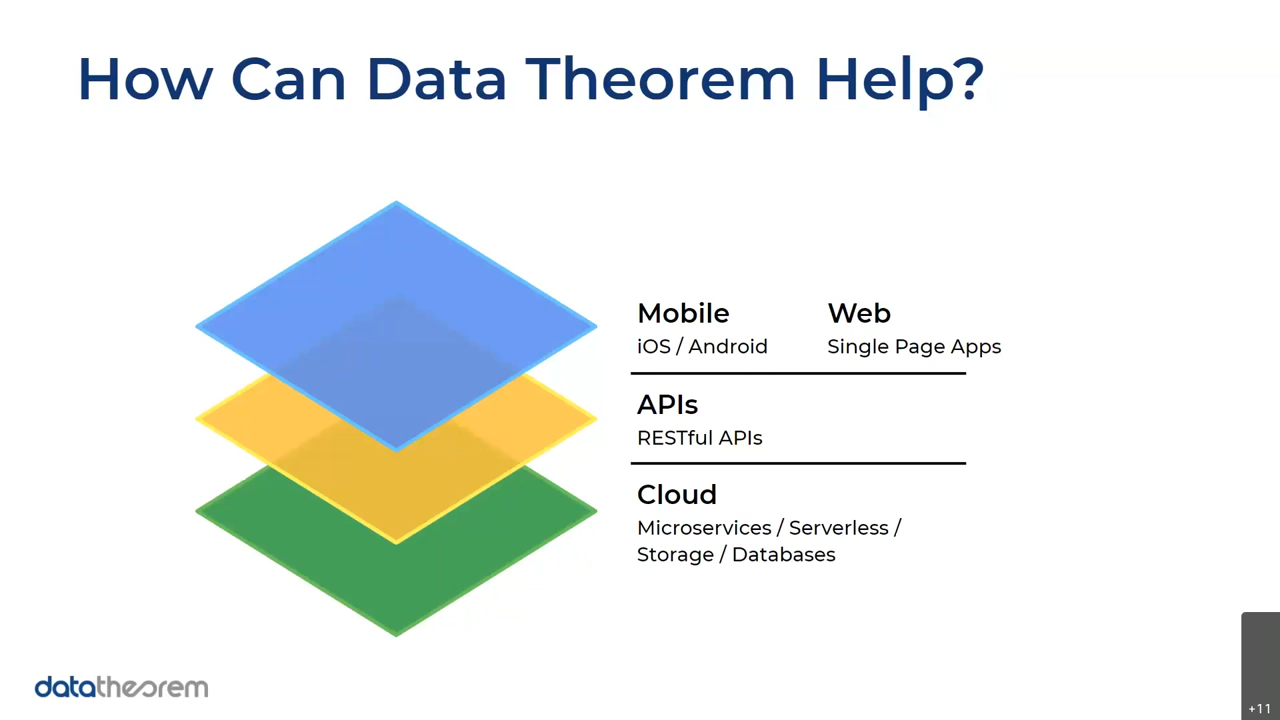 How Can Data Theorem Help?
Mobile
iOS / Android
Web
Single Page Apps
APIs
RESTful APIs
Cloud
Microservices / Serverless /
Storage / Databases
datatheorem
+11